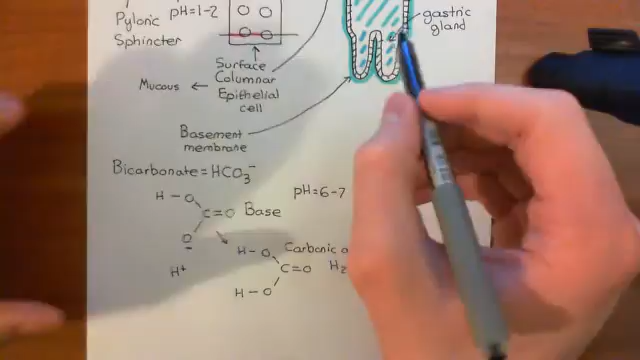 Pyloric
Sphincter
pH=1-2
gastric
gland
Surface
Columnar
Epithelial
cell
Mucous
Basement
membrane
Bicarbonate = HCO3-
pH=6-7
H-O
C=O Base
O
H+
Carbonic
H-O
C=O H2
H-O